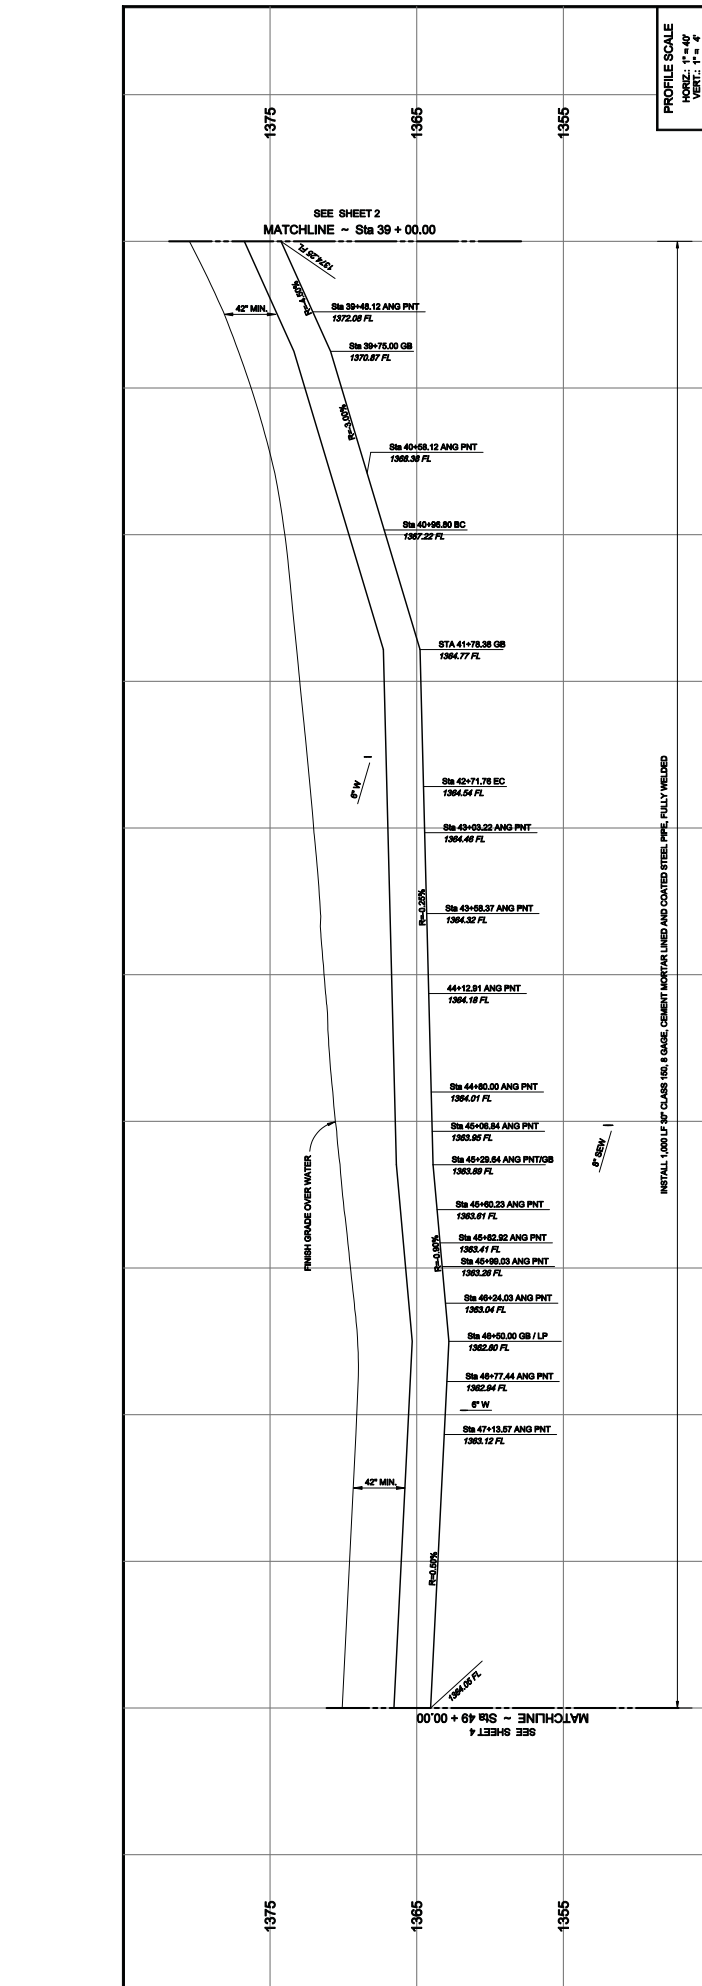 PROFILE SCALE
HORIZ.: 1" = 40'
VERT.: 1" = 4'
1375
1365
1355
SEE SHEET 2
MATCHLINE ~ Sta 39 + 00.00
1374.25 FL
R=-4.50%
42" MIN.
Sta 39+48.12 ANG PNT
1372.08 FL
Sta 39+75.00 GB
1370.87 FL
R=-3.00%
Sta 40+58.12 ANG PNT
1368.38 FL
Sta 40+96.80 BC
1367.22 FL
STA 41+78.38 GB
1364.77 FL
6" W
Sta 42+71.76 EC
1364.54 FL
Sta 43+03.22 ANG PNT
1364.46 FL
R=-0.25%
Sta 43+58.37 ANG PNT
1364.32 FL
44+12.91 ANG PNT
1364.18 FL
Sta 44+80.00 ANG PNT
1364.01 FL
Sta 45+06.84 ANG PNT
1363.95 FL
Sta 45+29.64 ANG PNT/GB
1363.89 FL
8" SEW
INSTALL 1,000 LF 30" CLASS 150, 8 GAGE, CEMENT MORTAR LINED AND COATED STEEL PIPE, FULLY WELDED
FINISH GRADE OVER WATER
Sta 45+60.23 ANG PNT
1363.61 FL
R=-0.90%
Sta 45+82.92 ANG PNT
1363.41 FL
Sta 45+99.03 ANG PNT
1363.26 FL
Sta 46+24.03 ANG PNT
1363.04 FL
Sta 46+50.00 GB / LP
1362.80 FL
Sta 46+77.44 ANG PNT
1362.94 FL
6" W
Sta 47+13.57 ANG PNT
1363.12 FL
42" MIN.
R=0.50%
1364.05 FL
MATCHLINE ~ Sta 49 + 00.00
SEE SHEET 4
1375
1365
1355